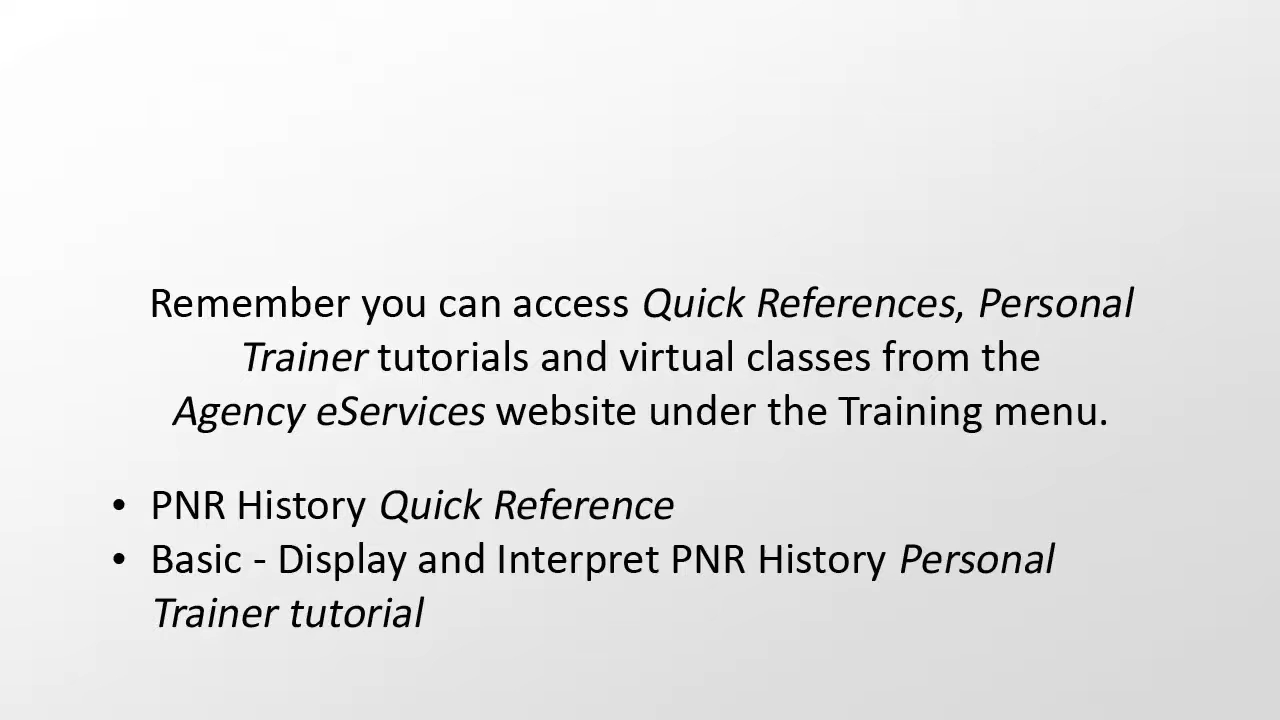 Remember you can access Quick References, Personal
Trainer tutorials and virtual classes from the
Agency eServices website under the Training menu.
• PNR History Quick Reference
• Basic - Display and Interpret PNR History Personal
Trainer tutorial